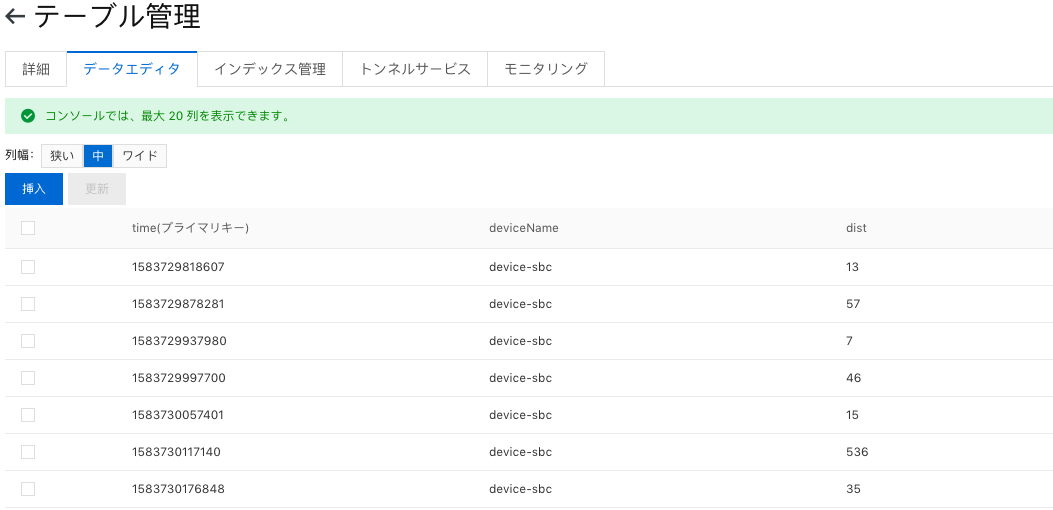 テーブル管理
詳細 データエディタ インデックス管理 トンネルサービス モニタリング
コンソールでは、最大 20 列を表示できます。
列幅: 狭い 中 ワイド
挿入 更新
time(プライマリキー) deviceName dist
1583729818607 device-sbc 13
1583729878281 device-sbc 57
1583729937980 device-sbc 7
1583729997700 device-sbc 46
1583730057401 device-sbc 15
1583730117140 device-sbc 536
1583730176848 device-sbc 35